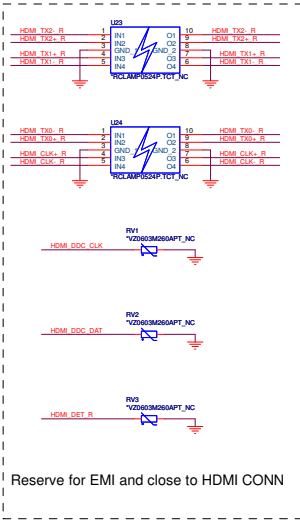 U23
HDMI_TX2-_R 1 IN1 O1 10 HDMI_TX2-_R
HDMI_TX2+_R 2 IN2 O2 9 HDMI_TX2+_R
3 GND_1 GND_2 8
HDMI_TX1+_R 4 IN3 O3 7 HDMI_TX1+_R
HDMI_TX1-_R 5 IN4 O4 6 HDMI_TX1-_R
*RCLAMP0524P.TCT_NC
U24
HDMI_TX0-_R 1 IN1 O1 10 HDMI_TX0-_R
HDMI_TX0+_R 2 IN2 O2 9 HDMI_TX0+_R
3 GND_1 GND_2 8
HDMI_CLK+_R 4 IN3 O3 7 HDMI_CLK+_R
HDMI_CLK-_R 5 IN4 O4 6 HDMI_CLK-_R
*RCLAMP0524P.TCT_NC
RV1
*VZ0603M260APT_NC
HDMI_DDC_CLK
RV2
*VZ0603M260APT_NC
HDMI_DDC_DAT
RV3
*VZ0603M260APT_NC
HDMI_DET_R
Reserve for EMI and close to HDMI CONN